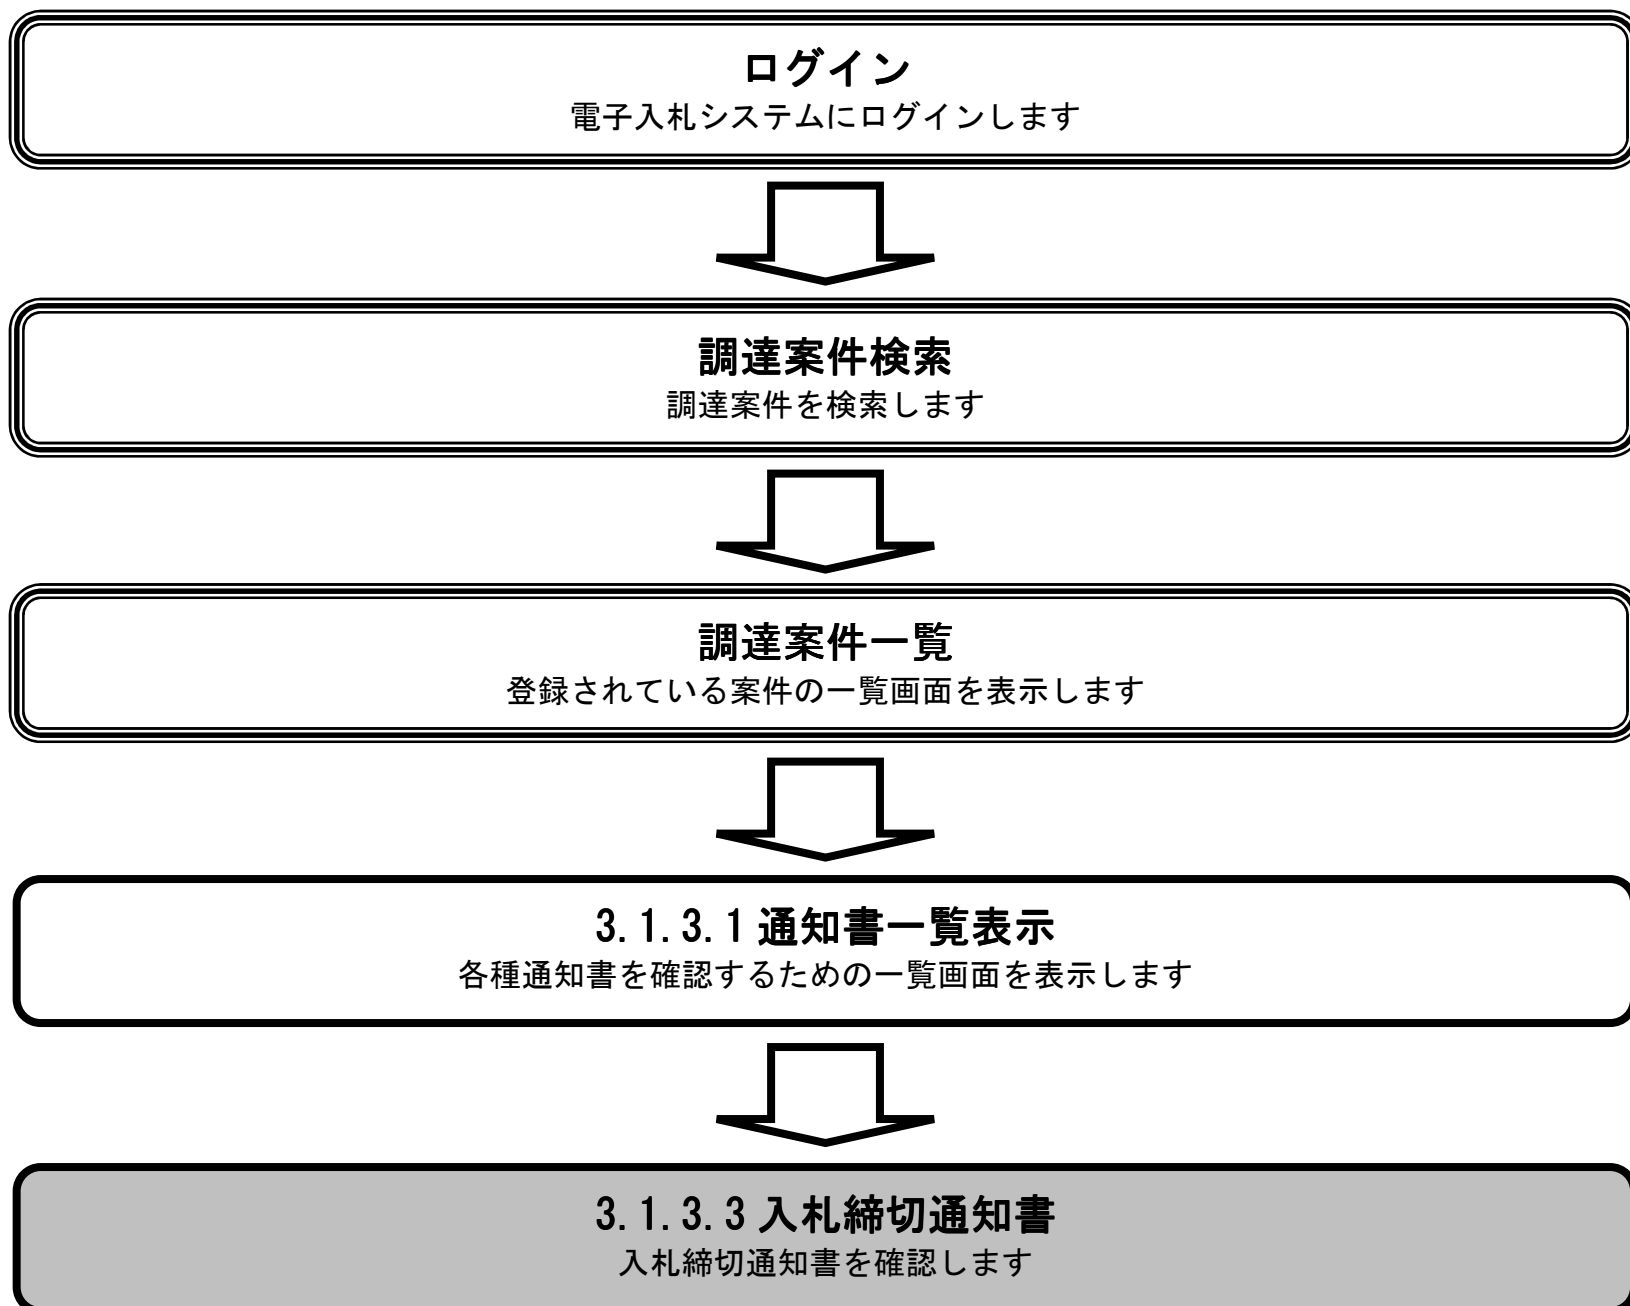 ログイン
電子入札システムにログインします
調達案件検索
調達案件を検索します
調達案件一覧
登録されている案件の一覧画面を表示します
3.1.3.1 通知書一覧表示
各種通知書を確認するための一覧画面を表示します
3.1.3.3 入札締切通知書
入札締切通知書を確認します